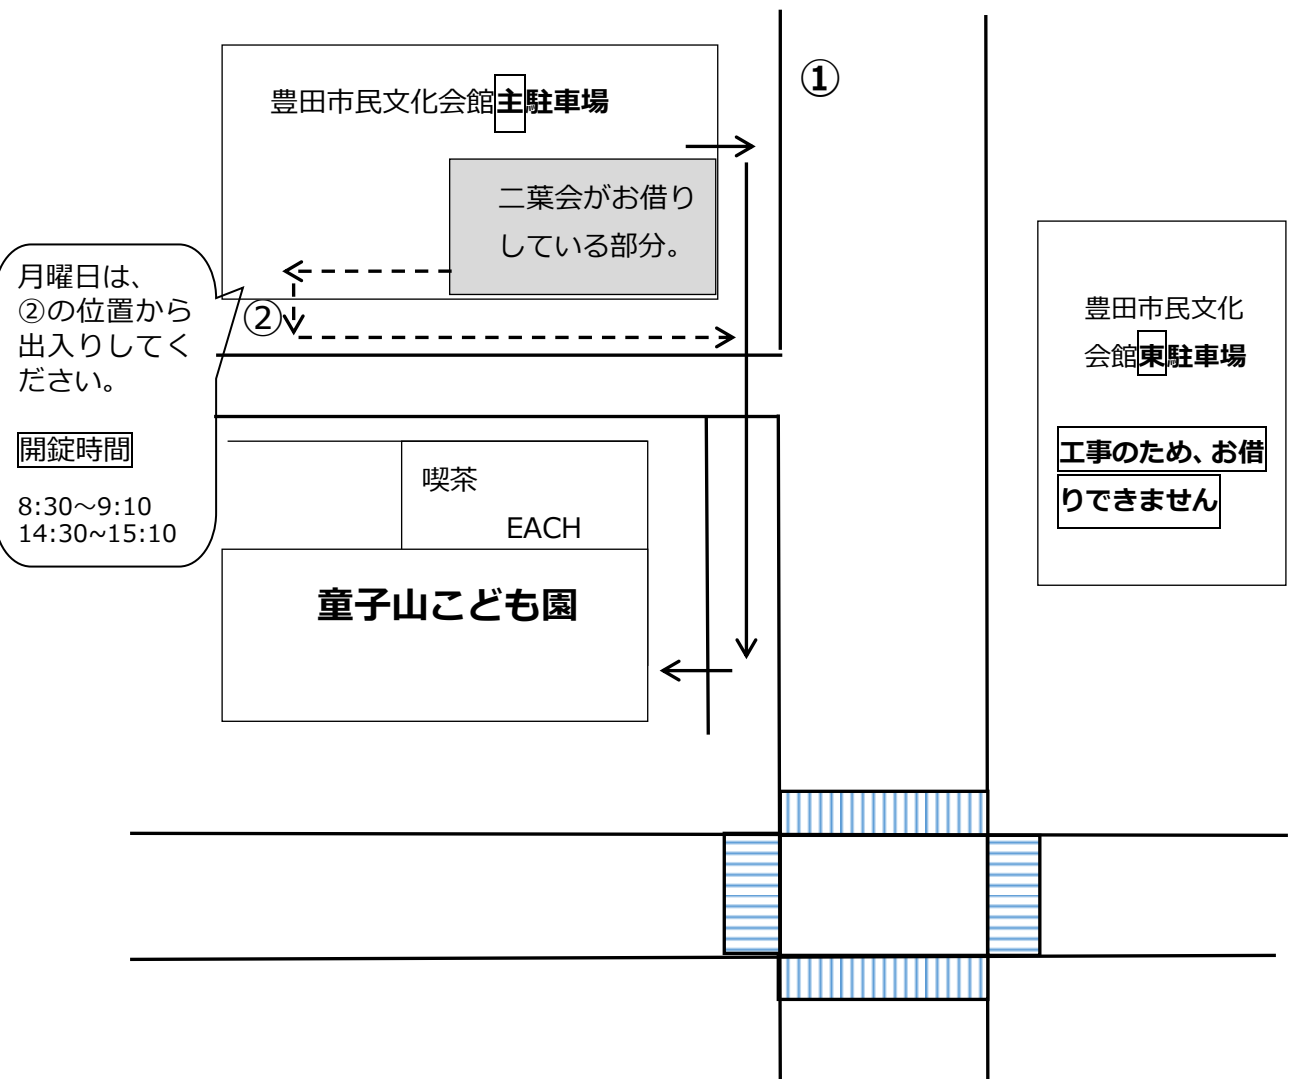 ①
豊田市民文化会館主駐車場
二葉会がお借り
している部分。
月曜日は、
②の位置から
出入りしてく
ださい。
開錠時間
8:30～9:10
14:30~15:10
②
豊田市民文化
会館東駐車場
工事のため、お借
りできません
喫茶
EACH
童子山こども園